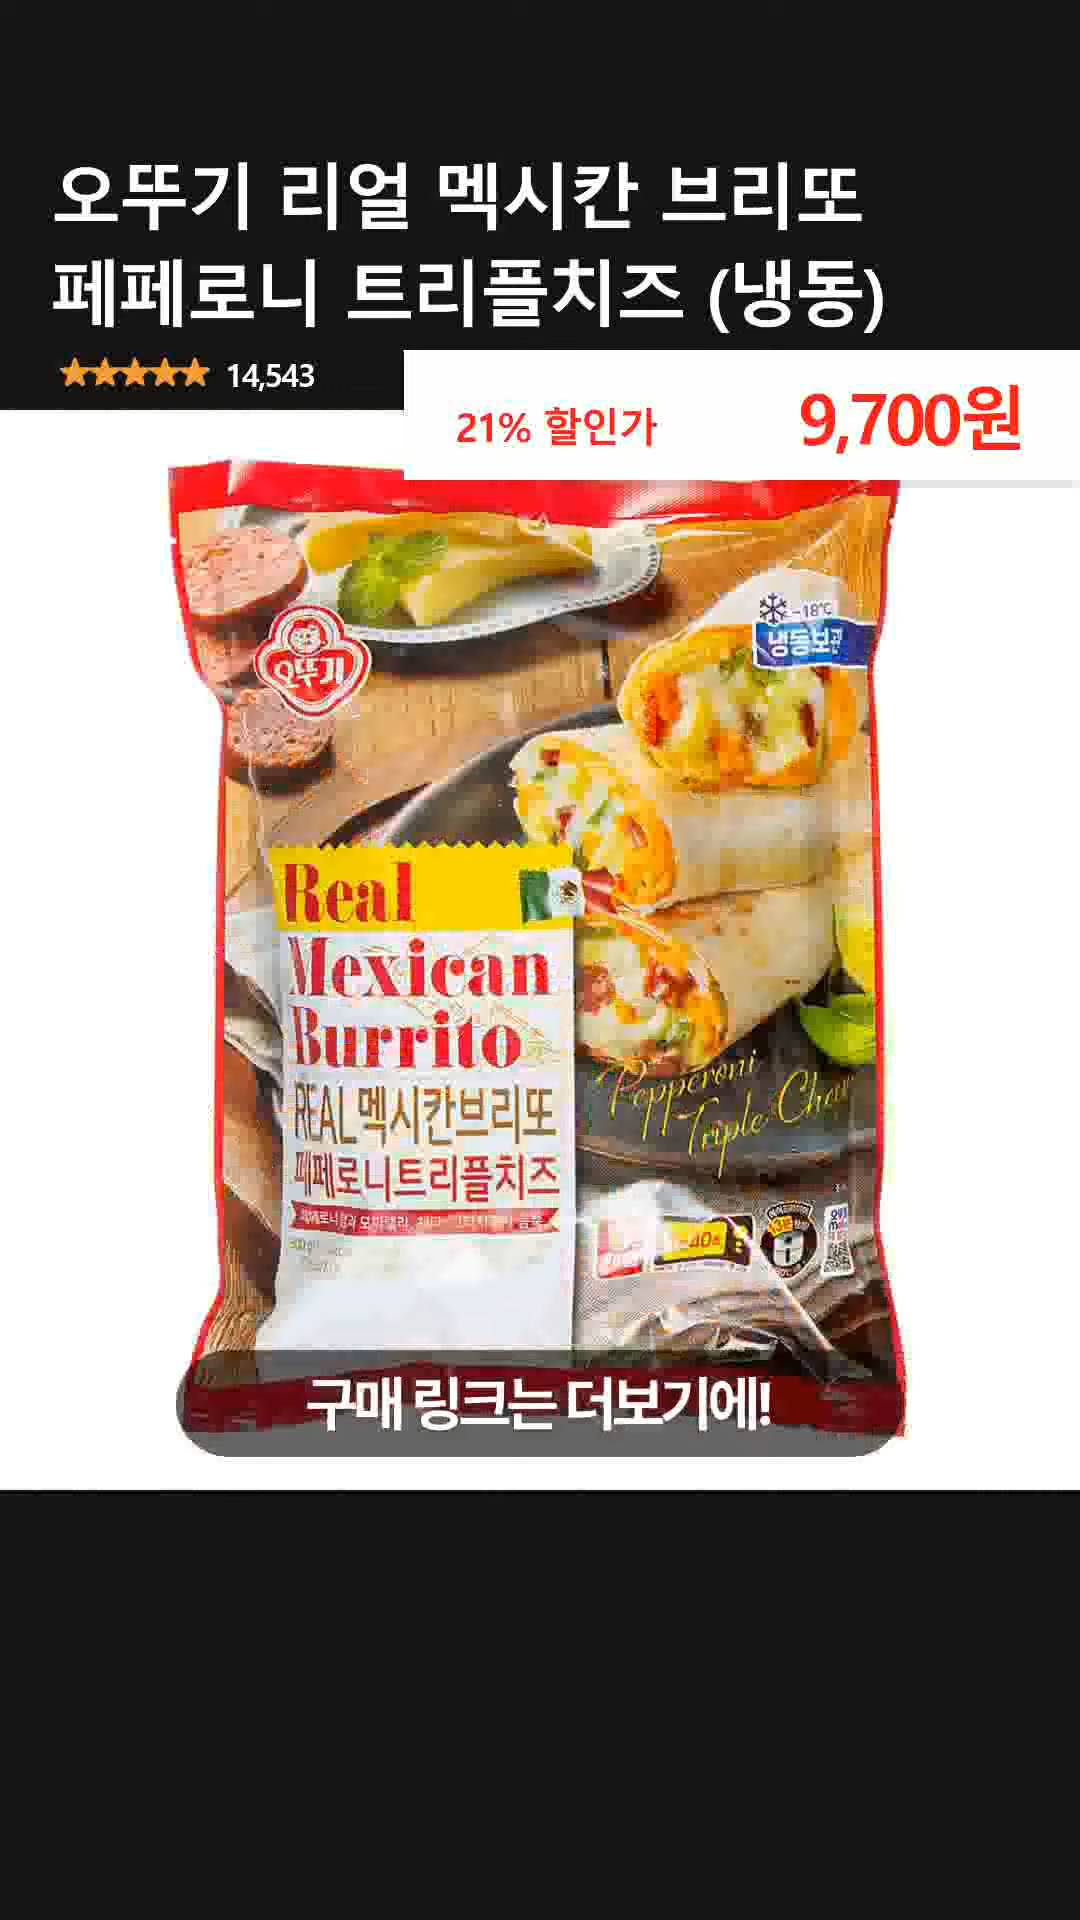 오뚜기 리얼 멕시칸 브리또
페페로니 트리플치즈 (냉동)
14,543
21% 할인가
9,700원
-18℃
냉동보관
오뚜기
Real
Mexican
Burrito
REAL 멕시칸브리또
페페로니트리플치즈
Pepperoni
Triple
구매 링크는 더보기에!